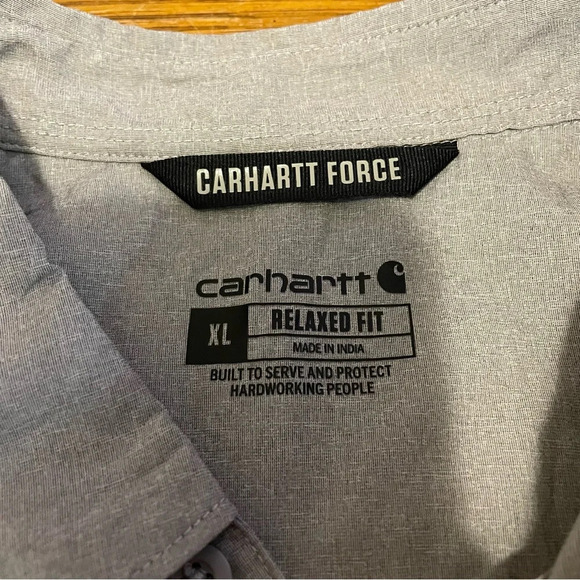 CARHARTT FORCE
carhartt
XL RELAXED FIT
MADE IN INDIA
BUILT TO SERVE AND PROTECT
HARDWORKING PEOPLE